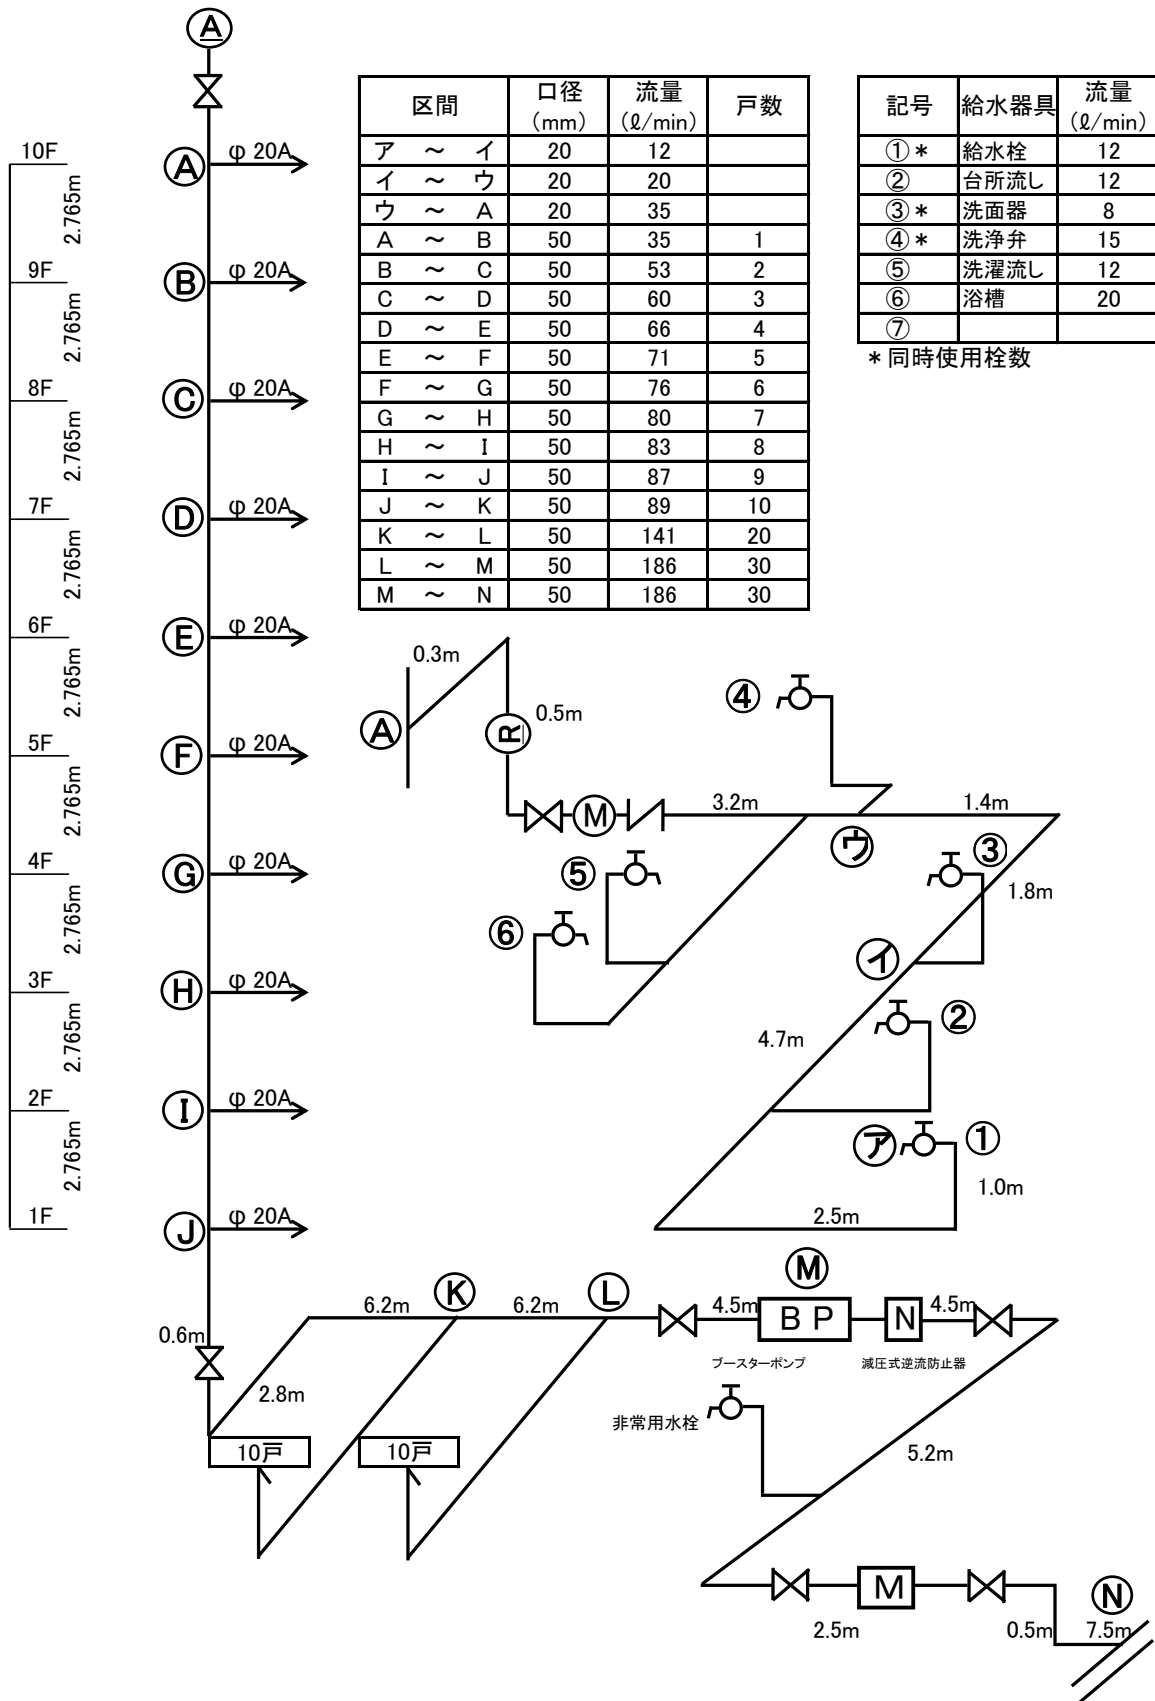 A
区間 口径 (mm) 流量 (ℓ/min) 戸数
ア ～ イ 20 12
イ ～ ウ 20 20
ウ ～ A 20 35
A ～ B 50 35 1
B ～ C 50 53 2
C ～ D 50 60 3
D ～ E 50 66 4
E ～ F 50 71 5
F ～ G 50 76 6
G ～ H 50 80 7
H ～ I 50 83 8
I ～ J 50 87 9
J ～ K 50 89 10
K ～ L 50 141 20
L ～ M 50 186 30
M ～ N 50 186 30
記号 給水器具 流量 (ℓ/min)
①* 給水栓 12
② 台所流し 12
③* 洗面器 8
④* 洗浄弁 15
⑤ 洗濯流し 12
⑥ 浴槽 20
⑦
*同時使用栓数
10F Ⓐ φ 20A
2.765m
9F Ⓑ φ 20A
2.765m
8F Ⓒ φ 20A
2.765m
7F Ⓓ φ 20A
2.765m
6F Ⓔ φ 20A
2.765m
5F Ⓕ φ 20A
2.765m
4F Ⓖ φ 20A
2.765m
3F Ⓗ φ 20A
2.765m
2F Ⓘ φ 20A
2.765m
1F Ⓙ φ 20A
0.3m
Ⓐ
R
0.5m
④
M
3.2m
㋒
1.4m
③
1.8m
⑤
⑥
㋑
②
4.7m
㋐
①
1.0m
2.5m
0.6m
2.8m
6.2m
Ⓚ
6.2m
Ⓛ
4.5m
Ⓜ
BP
N
4.5m
ブースターポンプ
減圧式逆流防止器
非常用水栓
10戸
10戸
5.2m
M
2.5m
0.5m
Ⓝ
7.5m